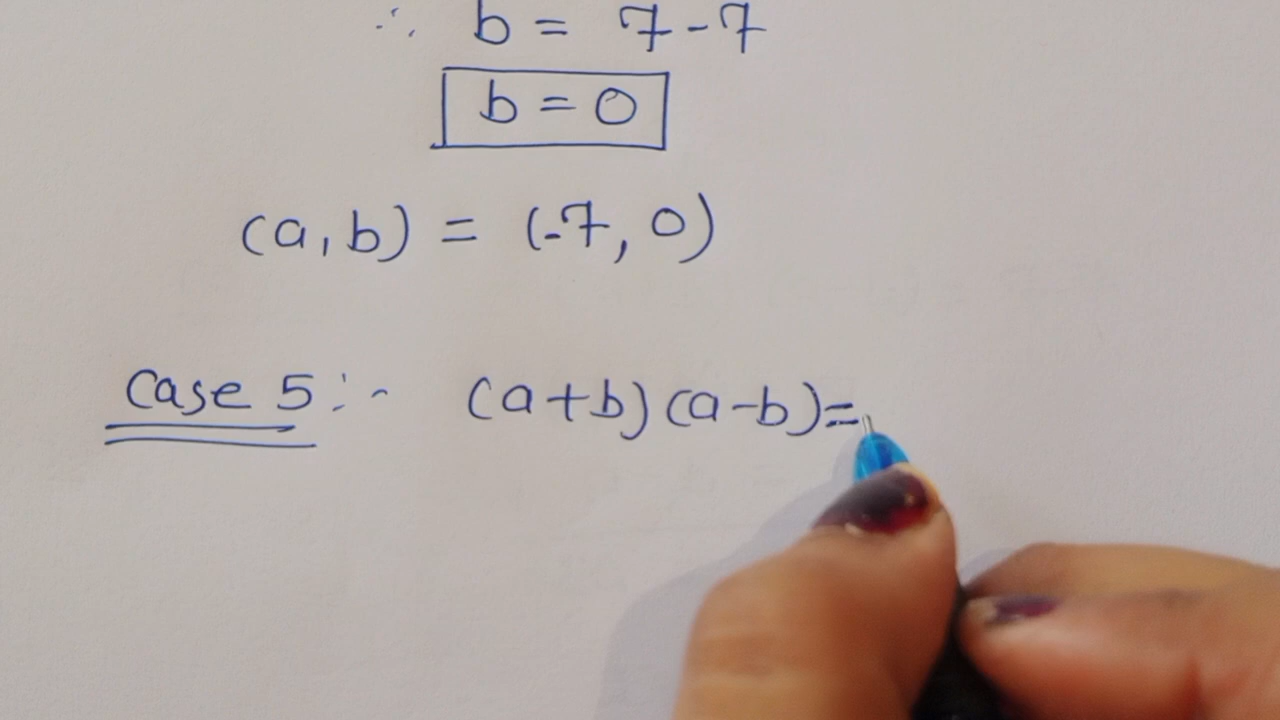 ∴ b = 7-7
b = 0
(a,b) = (-7, 0)
Case 5:- (a+b)(a-b)=